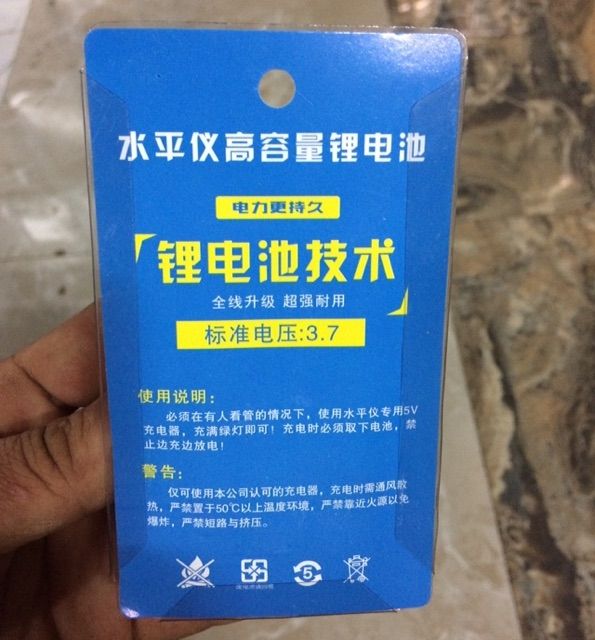 水平仪高容量锂电池
电力更持久
锂电池技术
全线升级 超强耐用
标准电压:3.7
使用说明:
必须在有人看管的情况下，使用水平仪专用5V
充电器，充满绿灯即可！充电时必须取下电池，禁
止边充边放电！
警告:
仅可使用本公司认可的充电器，充电时需通风散
热，严禁置于50℃以上温度环境，严禁靠近火源以免
爆炸，严禁短路与挤压。
5